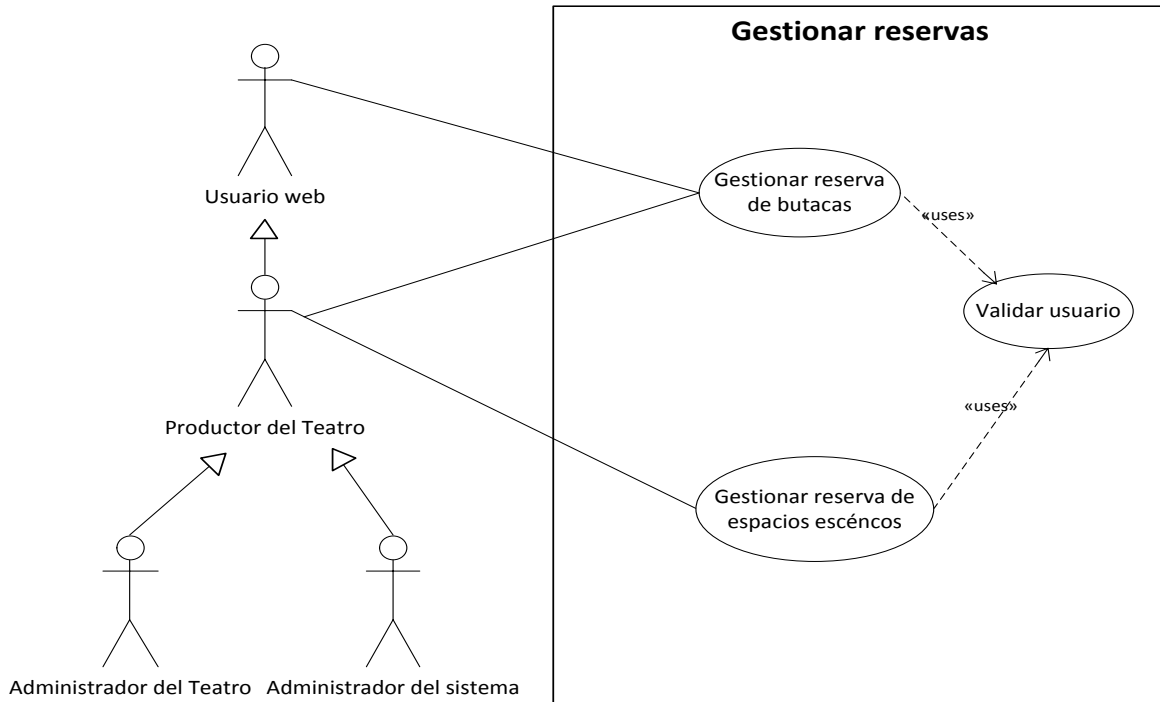 Gestionar reservas
Usuario web
Gestionar reserva
de butacas
«uses»
Validar usuario
Productor del Teatro
«uses»
Gestionar reserva de
espacios escéncos
Administrador del Teatro
Administrador del sistema